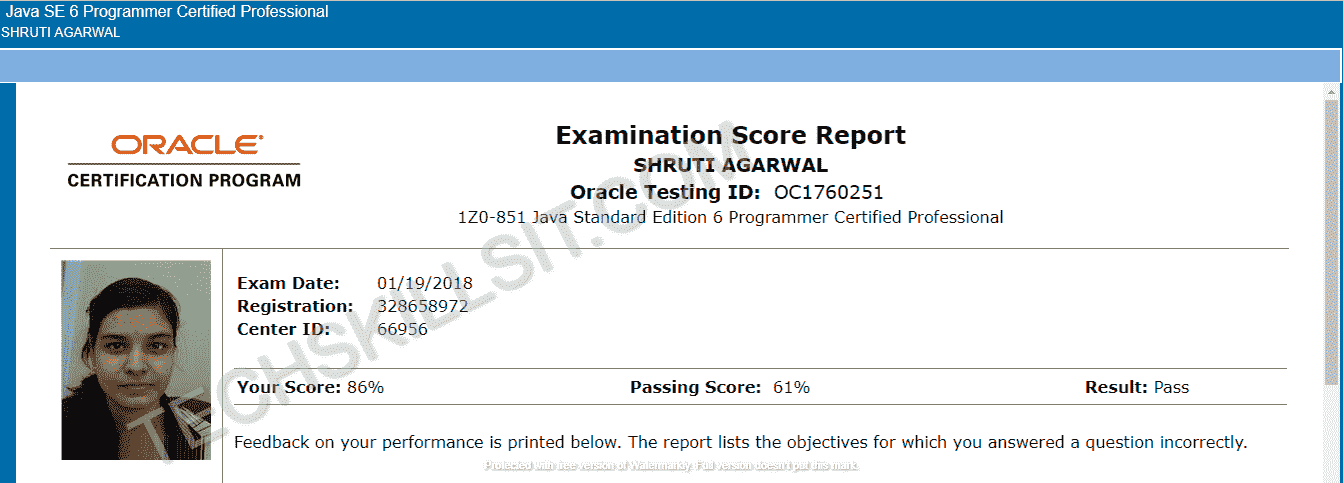 Java SE 6 Programmer Certified Professional
SHRUTI AGARWAL
ORACLE
CERTIFICATION PROGRAM
Examination Score Report
SHRUTI AGARWAL
Oracle Testing ID: OC1760251
1Z0-851 Java Standard Edition 6 Programmer Certified Professional
Exam Date: 01/19/2018
Registration: 328658972
Center ID: 66956
Your Score: 86% Passing Score: 61% Result: Pass
Feedback on your performance is printed below. The report lists the objectives for which you answered a question incorrectly.
TECHSKILLSIT.COM
Protected with free version of Watermarkly. Full version doesn't put this mark.